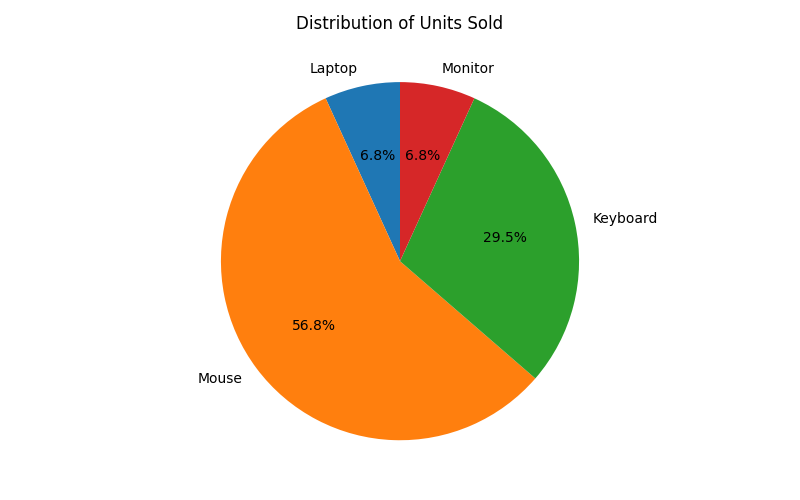 Distribution of Units Sold
Laptop
Monitor
6.8%
6.8%
Keyboard
29.5%
56.8%
Mouse